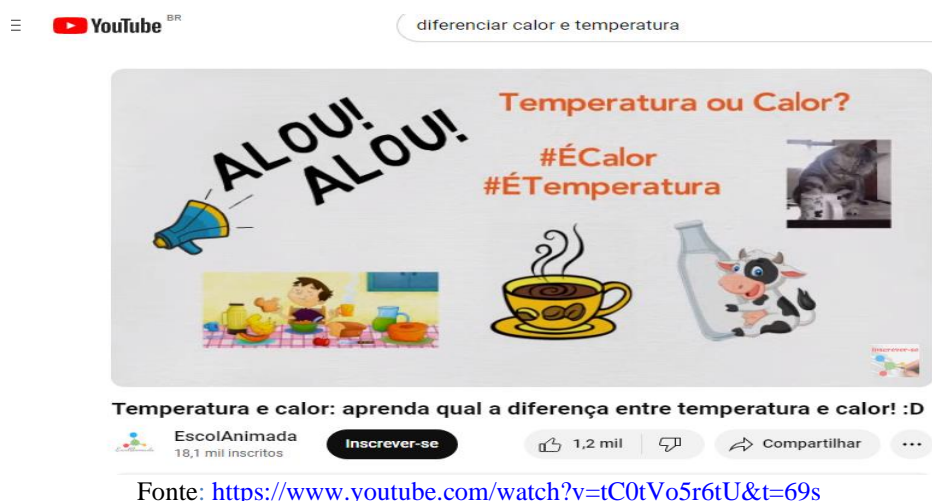 YouTube BR
diferenciar calor e temperatura
ALOU!
ALOU!
Temperatura ou Calor?
#ÉCalor
#ÉTemperatura
Inscrever-se
Temperatura e calor: aprenda qual a diferença entre temperatura e calor! :D
EscolAnimada
18,1 mil inscritos
Inscrever-se
1,2 mil
Compartilhar
Fonte: https://www.youtube.com/watch?v=tC0tVo5r6tU&t=69s